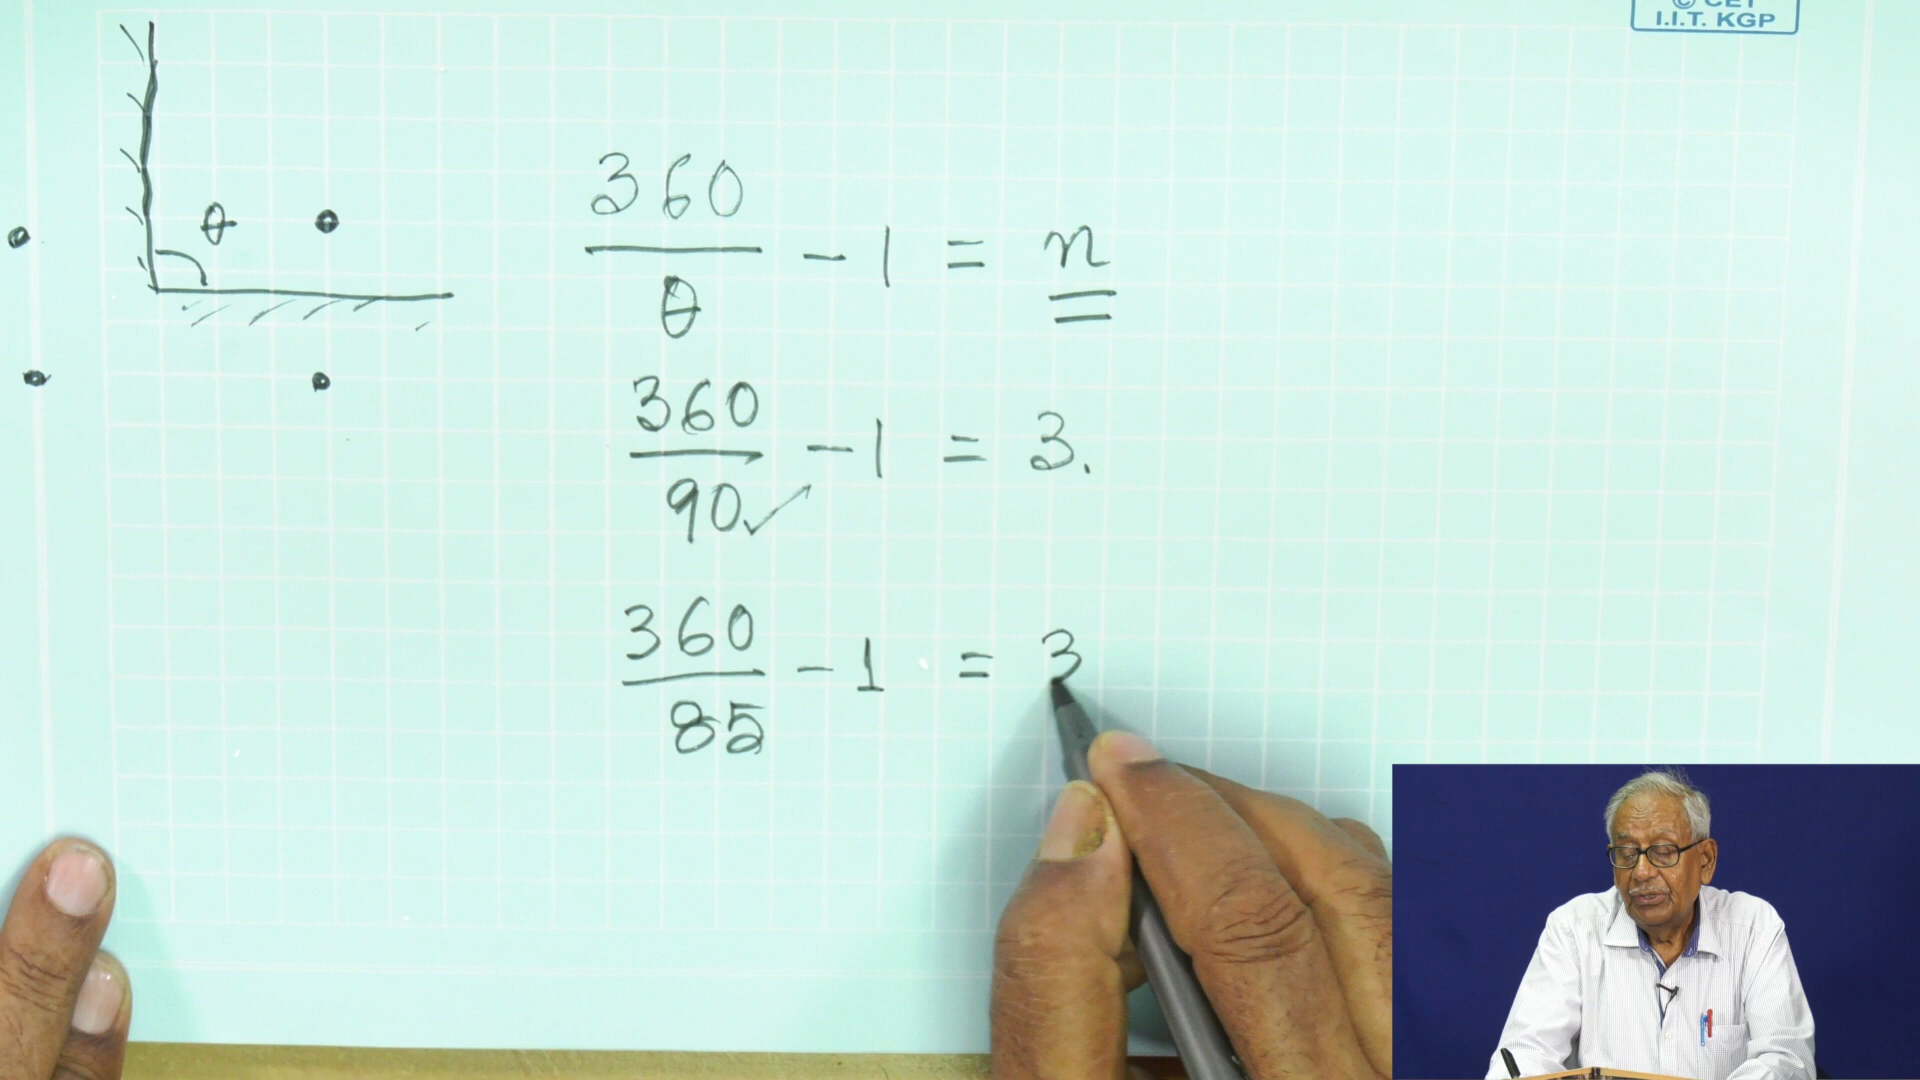 © CET
I.I.T. KGP
θ
360
θ
- 1 = n
360
90✓
- 1 = 3.
360
85
- 1 = 3